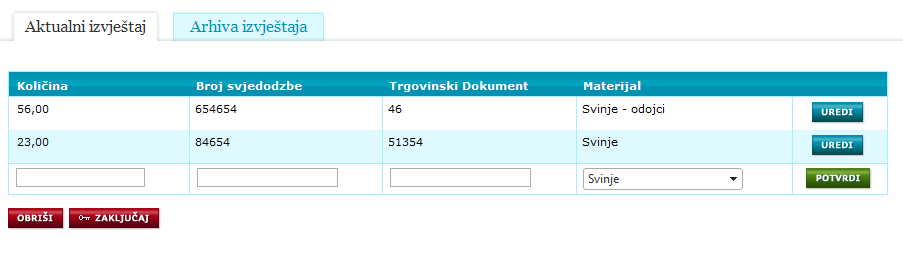 Aktualni izvještaj Arhiva izvještaja
Količina Broj svjedodzbe Trgovinski Dokument Materijal
56,00 654654 46 Svinje - odojci UREDI
23,00 84654 51354 Svinje UREDI
Svinje POTVRDI
OBRIŠI ZAKLJUČAJ